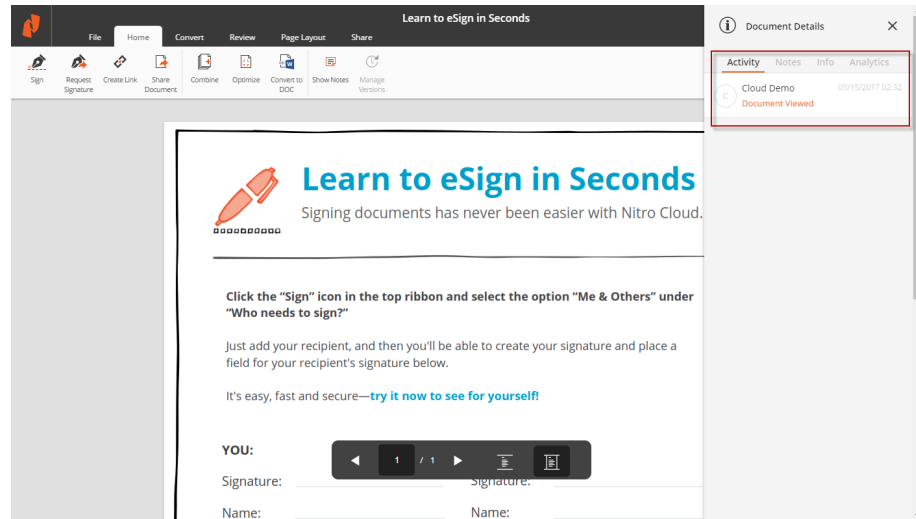 Learn to eSign in Seconds
File Home Convert Review Page Layout Share
Sign
Request Signature
Create Link
Share Document
Combine
Optimize
Convert to DOC
Show Notes
Manage Versions
Document Details
Activity Notes Info Analytics
C
Cloud Demo 05/15/2017 02:32
Document Viewed
Learn to eSign in Seconds
Signing documents has never been easier with Nitro Cloud.
Click the “Sign” icon in the top ribbon and select the option “Me & Others” under
“Who needs to sign?”
Just add your recipient, and then you'll be able to create your signature and place a
field for your recipient's signature below.
It's easy, fast and secure—try it now to see for yourself!
YOU:
1 / 1
Signature: Signature:
Name: Name: